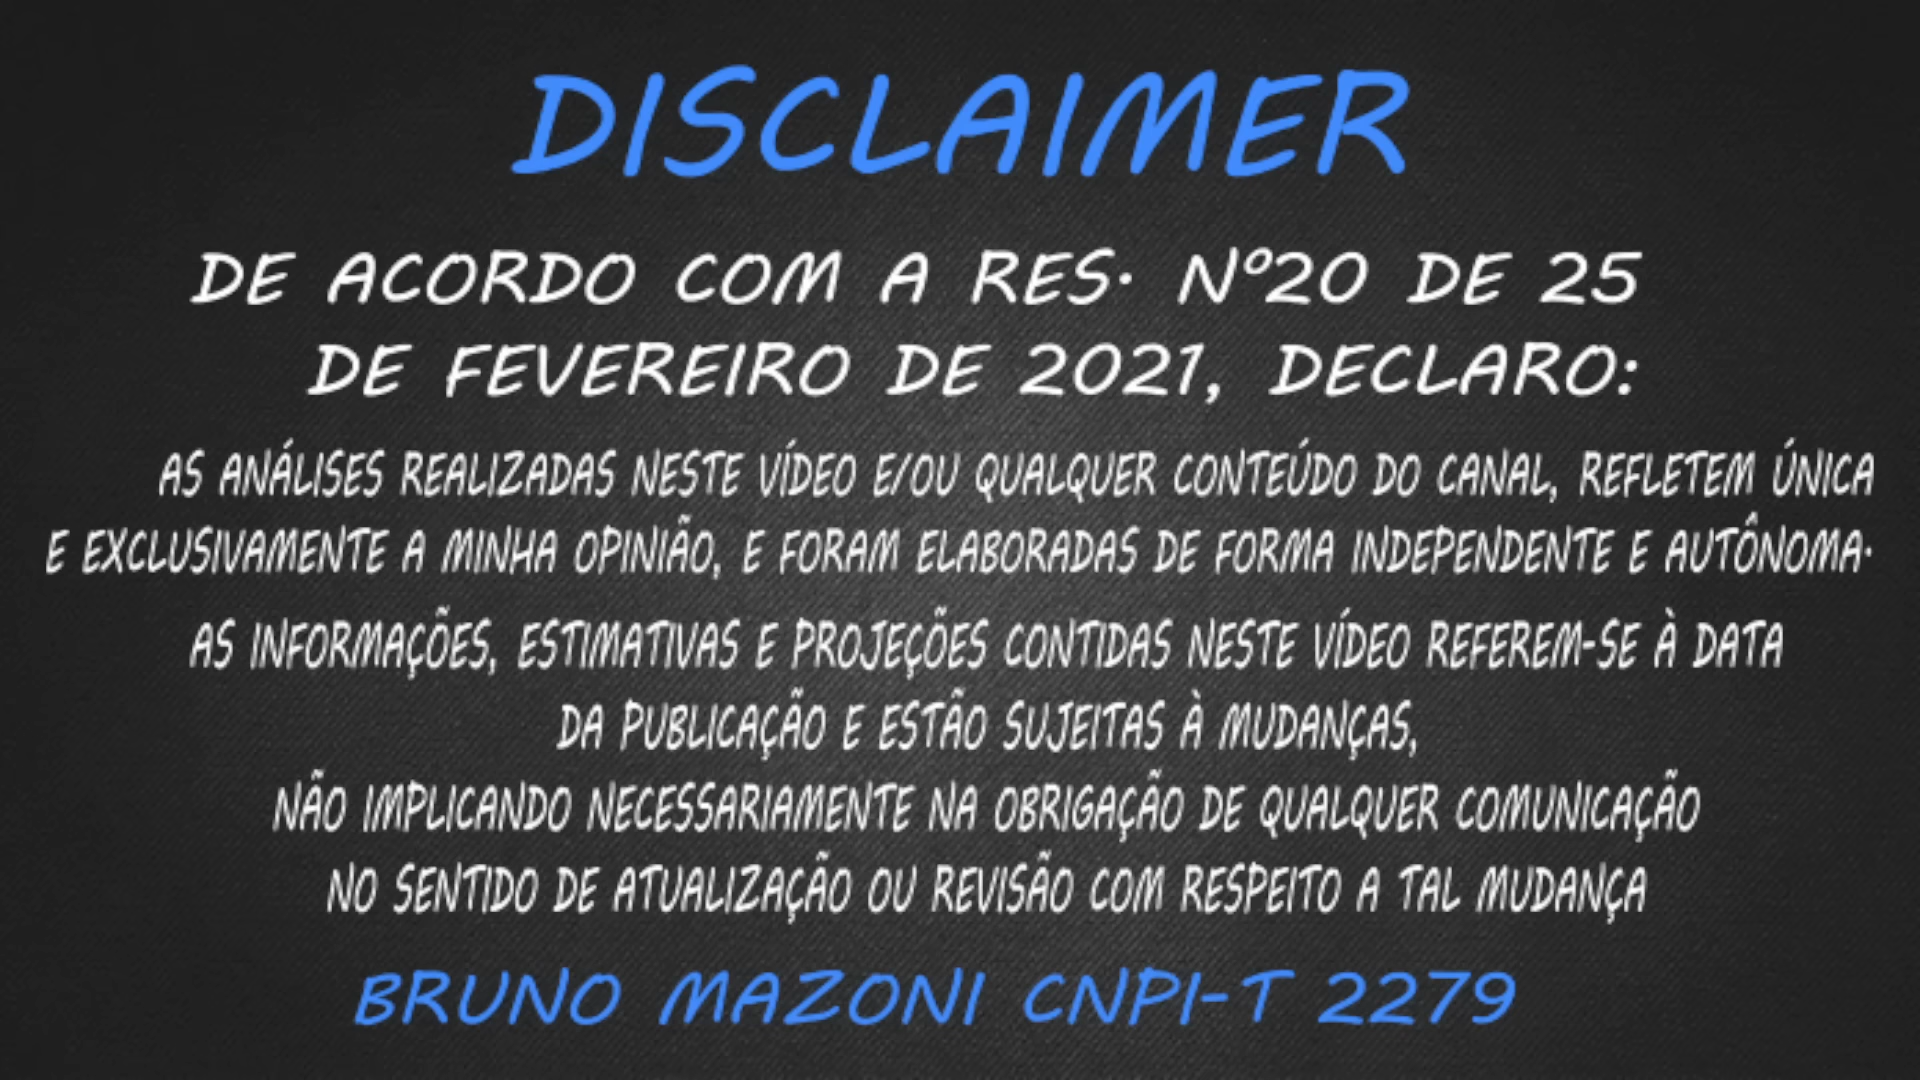 DISCLAIMER
DE ACORDO COM A RES. Nº20 DE 25
DE FEVEREIRO DE 2021, DECLARO:
AS ANÁLISES REALIZADAS NESTE VÍDEO E/OU QUALQUER CONTEÚDO DO CANAL, REFLETEM ÚNICA
E EXCLUSIVAMENTE A MINHA OPINIÃO, E FORAM ELABORADAS DE FORMA INDEPENDENTE E AUTÔNOMA.
AS INFORMAÇÕES, ESTIMATIVAS E PROJEÇÕES CONTIDAS NESTE VÍDEO REFEREM-SE À DATA
DA PUBLICAÇÃO E ESTÃO SUJEITAS À MUDANÇAS,
NÃO IMPLICANDO NECESSARIAMENTE NA OBRIGAÇÃO DE QUALQUER COMUNICAÇÃO
NO SENTIDO DE ATUALIZAÇÃO OU REVISÃO COM RESPEITO A TAL MUDANÇA
BRUNO MAZONI CNPI-T 2279